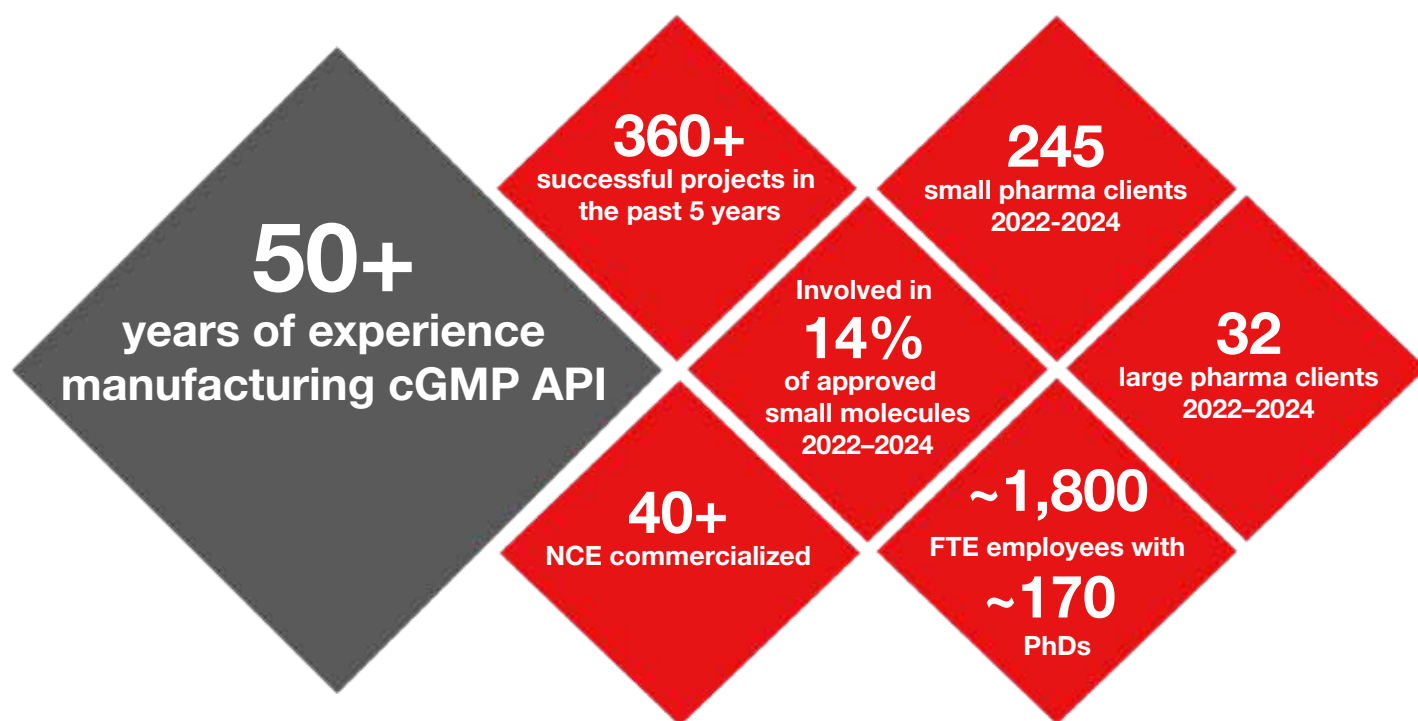 50+
years of experience
manufacturing cGMP API
360+
successful projects in
the past 5 years
245
small pharma clients
2022-2024
Involved in
14%
of approved
small molecules
2022–2024
32
large pharma clients
2022–2024
40+
NCE commercialized
~1,800
FTE employees with
~170
PhDs